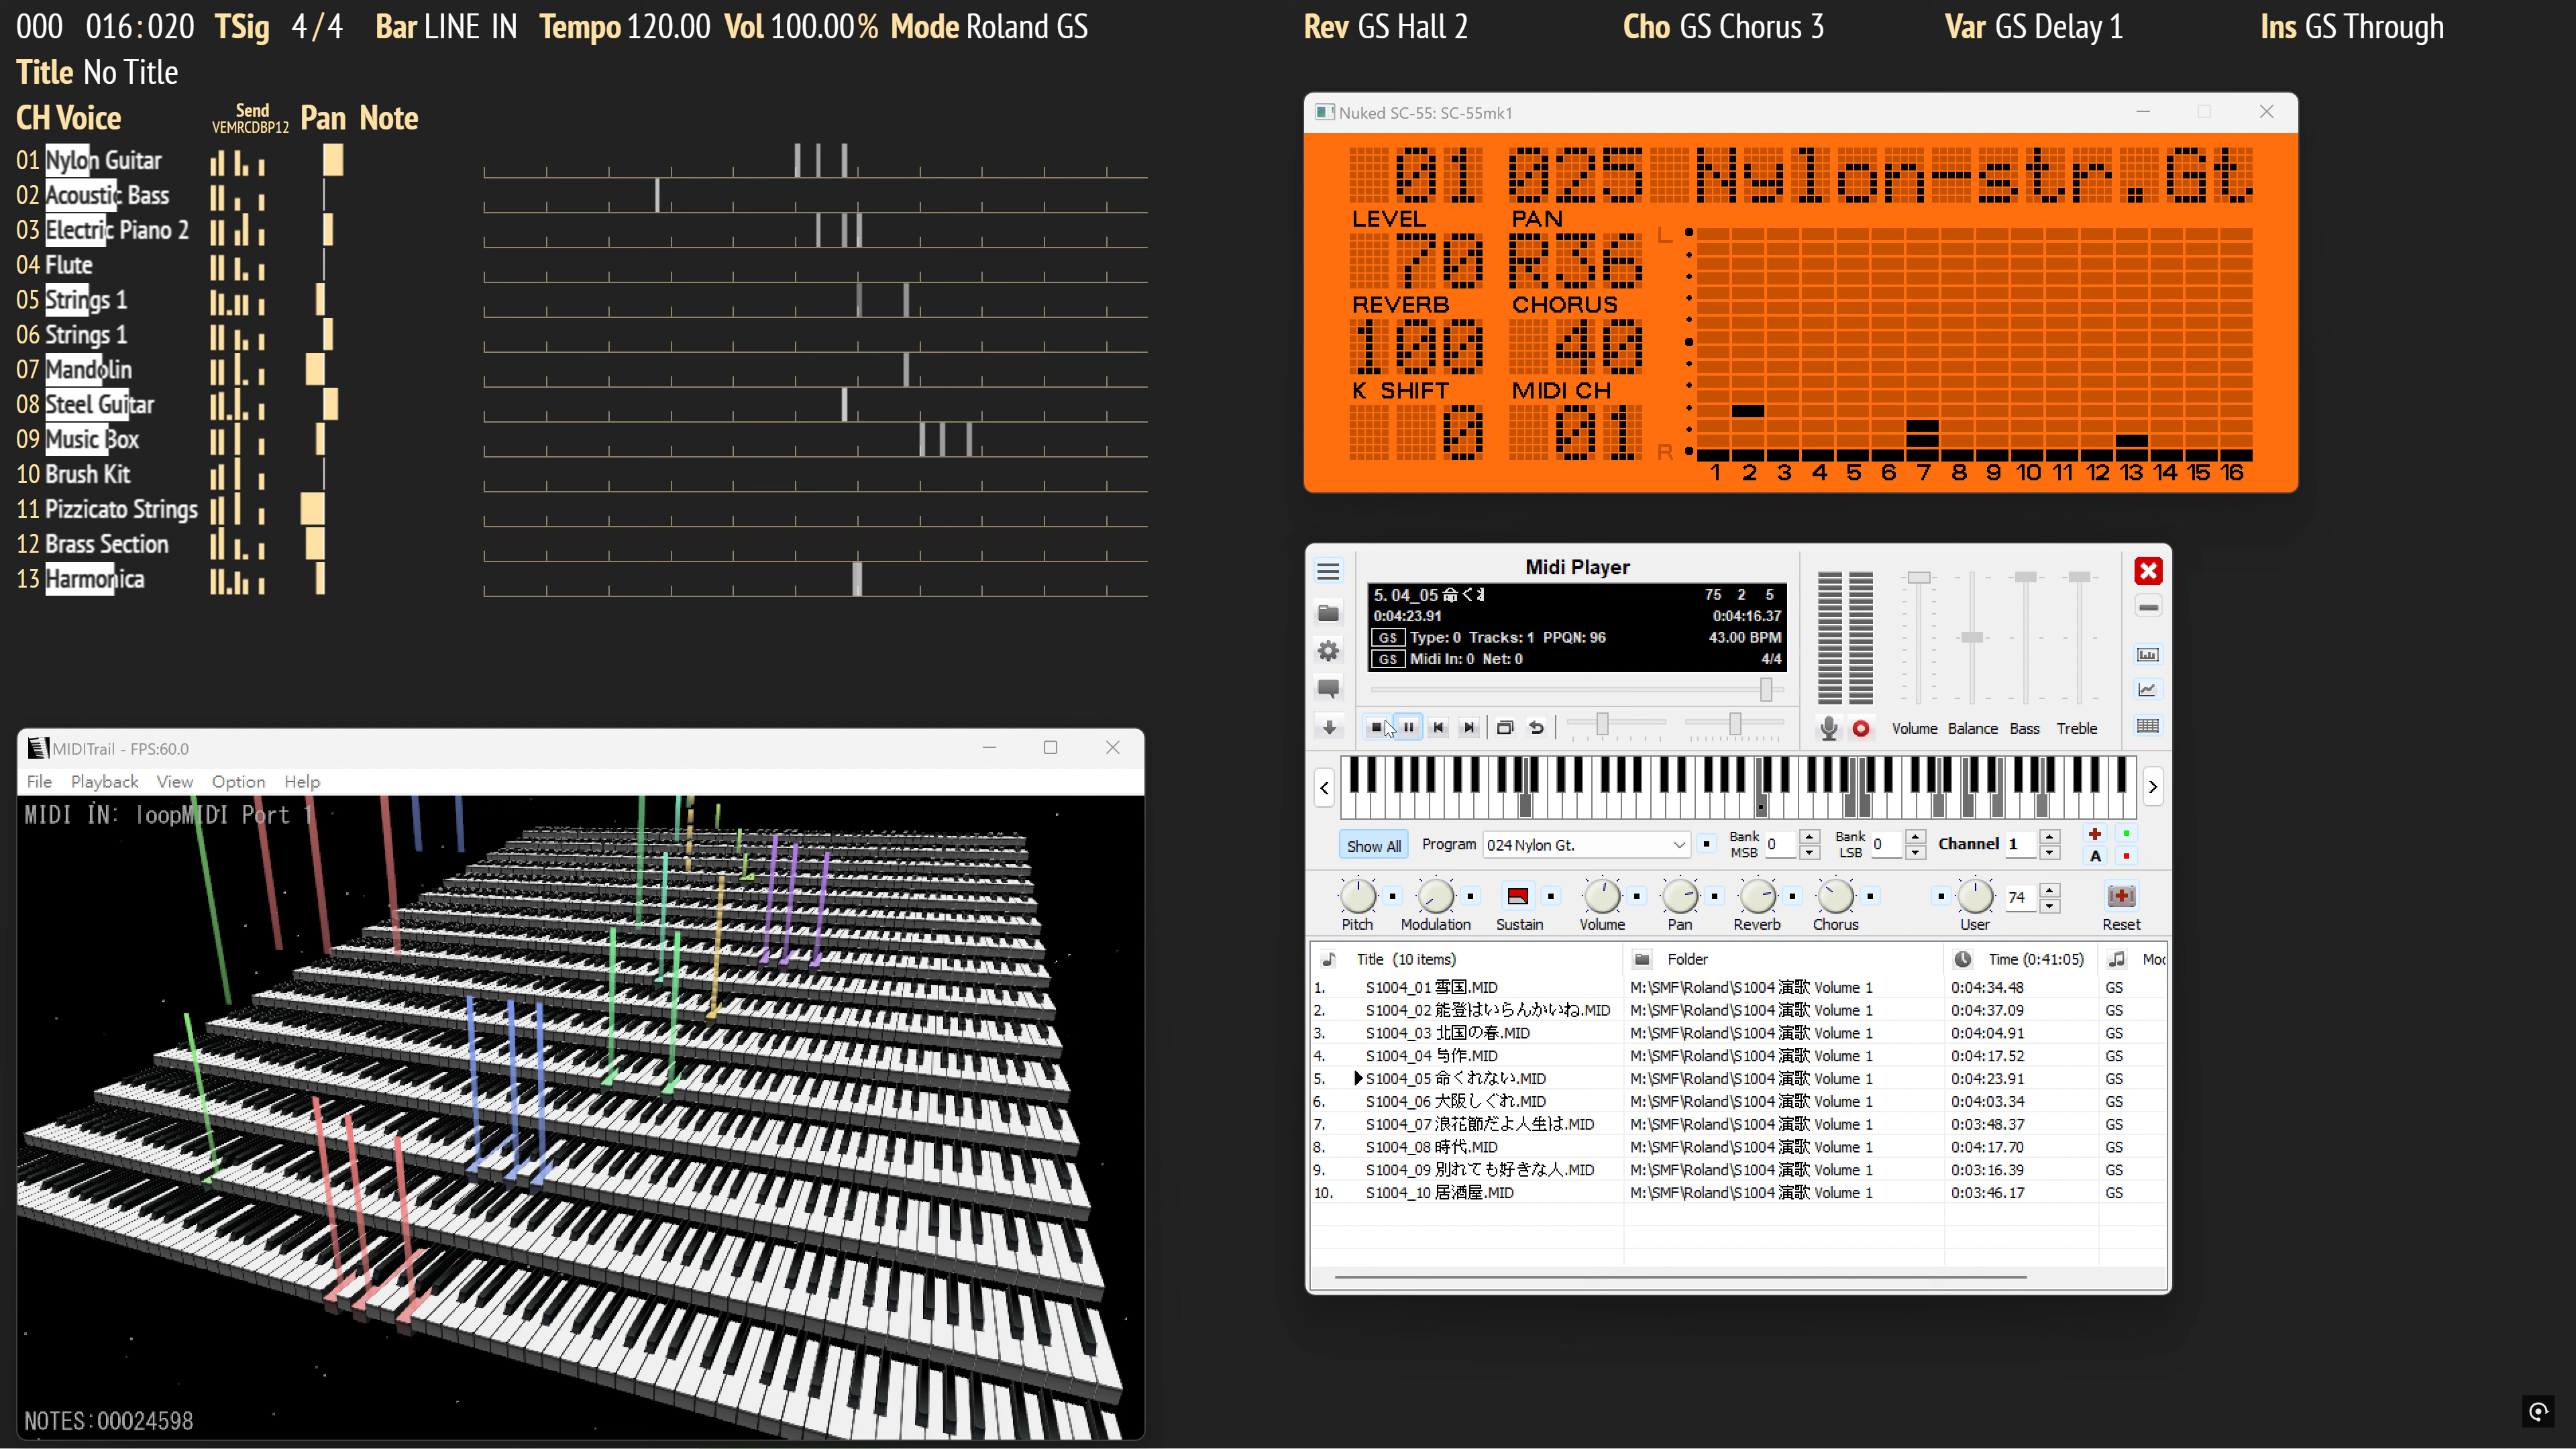 000 016:020 TSig 4/4 Bar LINE IN Tempo 120.00 Vol 100.00% Mode Roland GS
Rev GS Hall 2 Cho GS Chorus 3 Var GS Delay 1 Ins GS Through
Title No Title
CH Voice Send VEMRCDBP12 Pan Note
01 Nylon Guitar
02 Acoustic Bass
03 Electric Piano 2
04 Flute
05 Strings 1
06 Strings 1
07 Mandolin
08 Steel Guitar
09 Music Box
10 Brush Kit
11 Pizzicato Strings
12 Brass Section
13 Harmonica
Nuked SC-55: SC-55mk1
01 025 Nylon-str.Gt
LEVEL PAN
70 R36 L
REVERB CHORUS
100 40
K SHIFT MIDI CH
0 01 R
1 2 3 4 5 6 7 8 9 10 11 12 13 14 15 16
MIDITrail - FPS:60.0
File Playback View Option Help
MIDI IN: loopMIDI Port 1
NOTES:00024598
Midi Player
5. 04_05 命くれ 75 2 5
0:04:23.91 0:04:16.37
GS Type: 0 Tracks: 1 PPQN: 96 43.00 BPM
GS Midi In: 0 Net: 0 4/4
Volume Balance Bass Treble
Show All Program 024 Nylon Gt. Bank MSB 0 Bank LSB 0 Channel 1 A
74
Pitch Modulation Sustain Volume Pan Reverb Chorus User Reset
Title (10 items) Folder Time (0:41:05) Mod
1. S1004_01 雪国.MID M:\SMF\Roland\S1004 演歌 Volume 1 0:04:34.48 GS
2. S1004_02 能登はいらんかいね.MID M:\SMF\Roland\S1004 演歌 Volume 1 0:04:37.09 GS
3. S1004_03 北国の春.MID M:\SMF\Roland\S1004 演歌 Volume 1 0:04:04.91 GS
4. S1004_04 与作.MID M:\SMF\Roland\S1004 演歌 Volume 1 0:04:17.52 GS
5. S1004_05 命くれない.MID M:\SMF\Roland\S1004 演歌 Volume 1 0:04:23.91 GS
6. S1004_06 大阪しぐれ.MID M:\SMF\Roland\S1004 演歌 Volume 1 0:04:03.34 GS
7. S1004_07 浪花節だよ人生は.MID M:\SMF\Roland\S1004 演歌 Volume 1 0:03:48.37 GS
8. S1004_08 時代.MID M:\SMF\Roland\S1004 演歌 Volume 1 0:04:17.70 GS
9. S1004_09 別れても好きな人.MID M:\SMF\Roland\S1004 演歌 Volume 1 0:03:16.39 GS
10. S1004_10 居酒屋.MID M:\SMF\Roland\S1004 演歌 Volume 1 0:03:46.17 GS